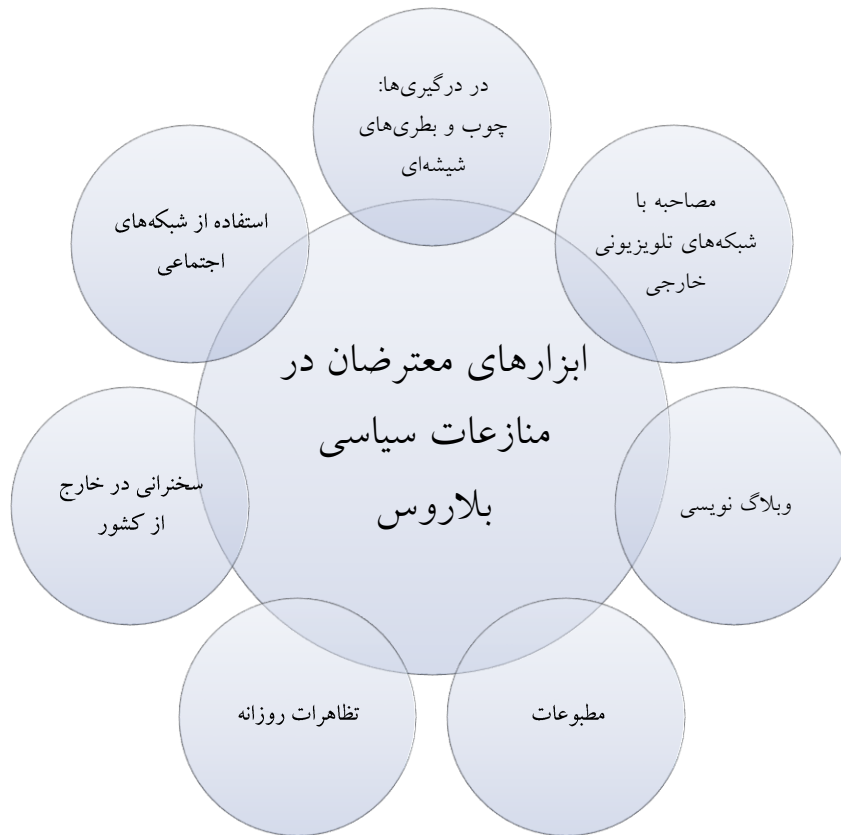 در درگیری‌ها:
چوب و بطری‌های
شیشه‌ای
مصاحبه با
شبکه‌های تلویزیونی
خارجی
وبلاگ نویسی
مطبوعات
تظاهرات روزانه
سخنرانی در خارج
از کشور
استفاده از شبکه‌های
اجتماعی
ابزارهای معترضان در
منازعات سیاسی
بلاروس